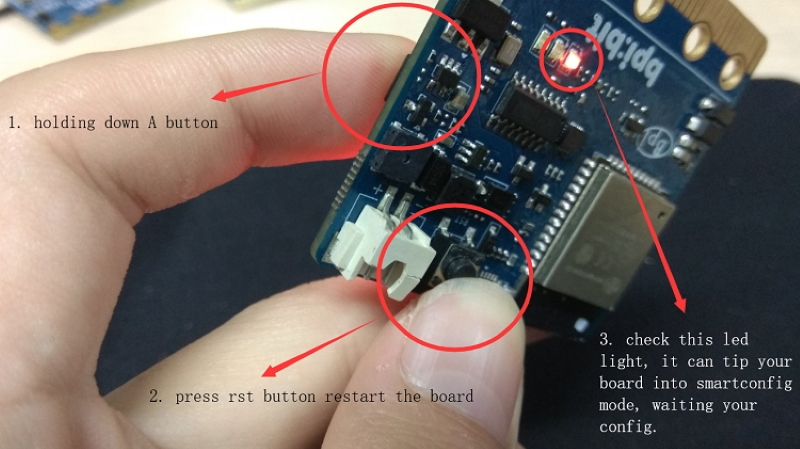 bpi:bit
1. holding down A button
+
2. press rst button restart the board
3. check this led
light, it can tip your
board into smartconfig
mode, waiting your
config.